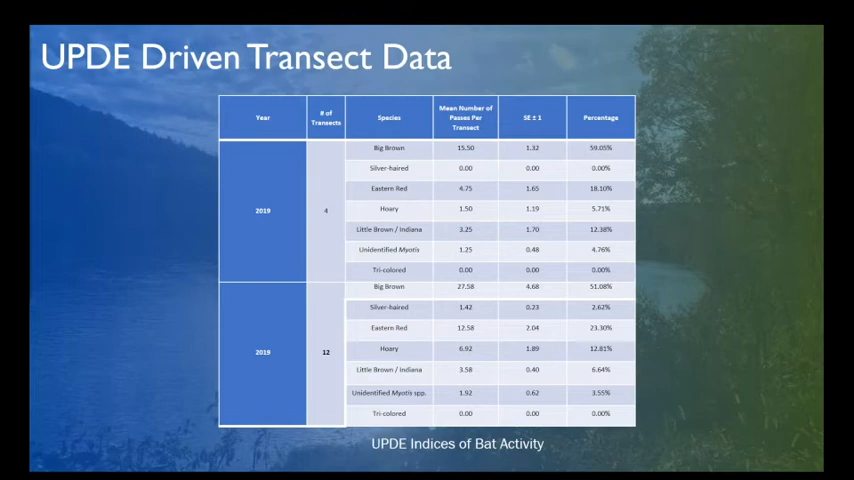 UPDE Driven Transect Data
Year # of Transects Species Mean Number of Passes Per Transect SE ± 1 Percentage
2019 4 Big Brown 15.50 1.32 59.05%
Silver-haired 0.00 0.00 0.00%
Eastern Red 4.75 1.65 18.10%
Hoary 1.50 1.19 5.71%
Little Brown / Indiana 3.25 1.70 12.38%
Unidentified Myotis 1.25 0.48 4.76%
Tri-colored 0.00 0.00 0.00%
2019 12 Big Brown 27.58 4.68 51.08%
Silver-haired 1.42 0.23 2.62%
Eastern Red 12.58 2.04 23.30%
Hoary 6.92 1.89 12.81%
Little Brown / Indiana 3.58 0.40 6.64%
Unidentified Myotis spp. 1.92 0.62 3.55%
Tri-colored 0.00 0.00 0.00%
UPDE Indices of Bat Activity